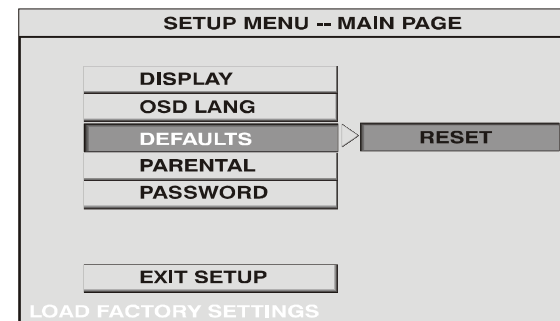 SETUP MENU -- MAIN PAGE
DISPLAY
OSD LANG
DEFAULTS
RESET
PARENTAL
PASSWORD
EXIT SETUP
LOAD FACTORY SETTINGS